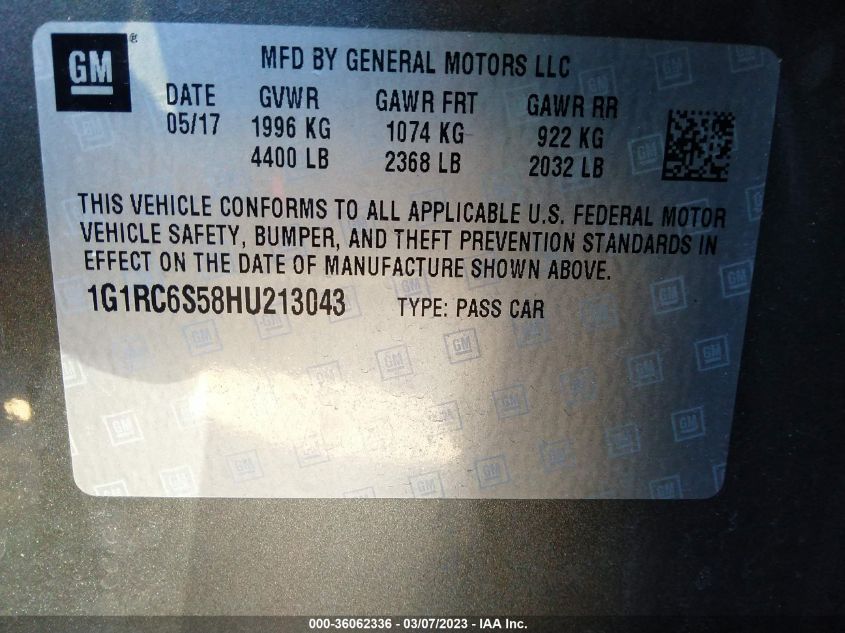 GM ®
MFD BY GENERAL MOTORS LLC
DATE GVWR GAWR FRT GAWR RR
05/17 1996 KG 1074 KG 922 KG
4400 LB 2368 LB 2032 LB
THIS VEHICLE CONFORMS TO ALL APPLICABLE U.S. FEDERAL MOTOR
VEHICLE SAFETY, BUMPER, AND THEFT PREVENTION STANDARDS IN
EFFECT ON THE DATE OF MANUFACTURE SHOWN ABOVE.
1G1RC6S58HU213043 TYPE: PASS CAR
000-36062336 - 03/07/2023 - IAA Inc.